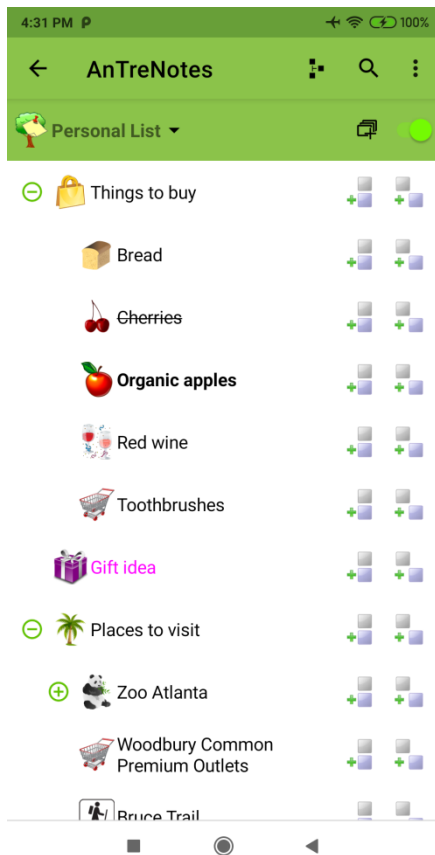 4:31 PM
100%
AnTreNotes
Personal List
Things to buy
Bread
Cherries
Organic apples
Red wine
Toothbrushes
Gift idea
Places to visit
Zoo Atlanta
Woodbury Common
Premium Outlets
Bruce Trail